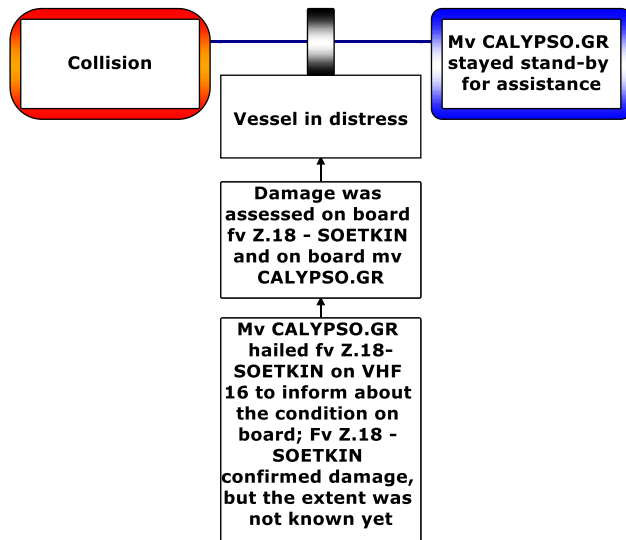 Collision
Mv CALYPSO.GR
stayed stand-by
for assistance
Vessel in distress
Damage was
assessed on board
fv Z.18 - SOETKIN
and on board mv
CALYPSO.GR
Mv CALYPSO.GR
hailed fv Z.18-
SOETKIN on VHF
16 to inform about
the condition on
board; Fv Z.18 -
SOETKIN
confirmed damage,
but the extent was
not known yet